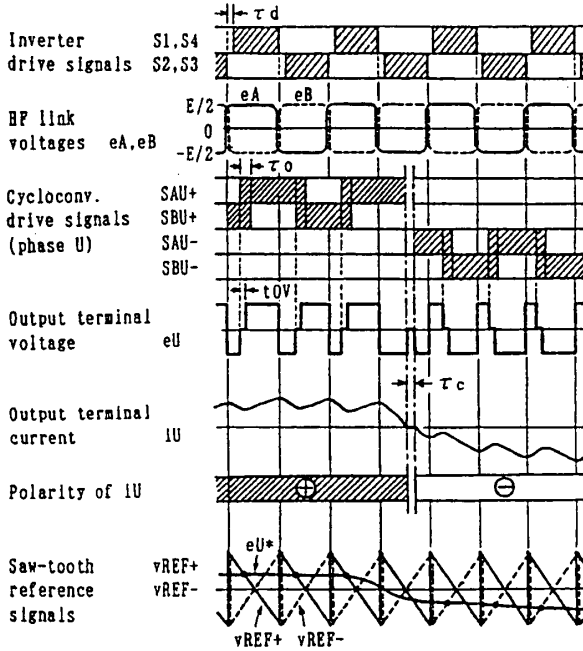 τd
Inverter S1,S4
drive signals S2,S3
E/2 eA eB
HF link 0
voltages eA,eB -E/2
τo
Cycloconv. SAU+
drive signals SBU+
(phase U) SAU-
SBU-
tOV
Output terminal
voltage eU
τc
Output terminal
current iU
Polarity of iU + −
eU*
Saw-tooth vREF+
reference vREF-
signals
vREF+ vREF-